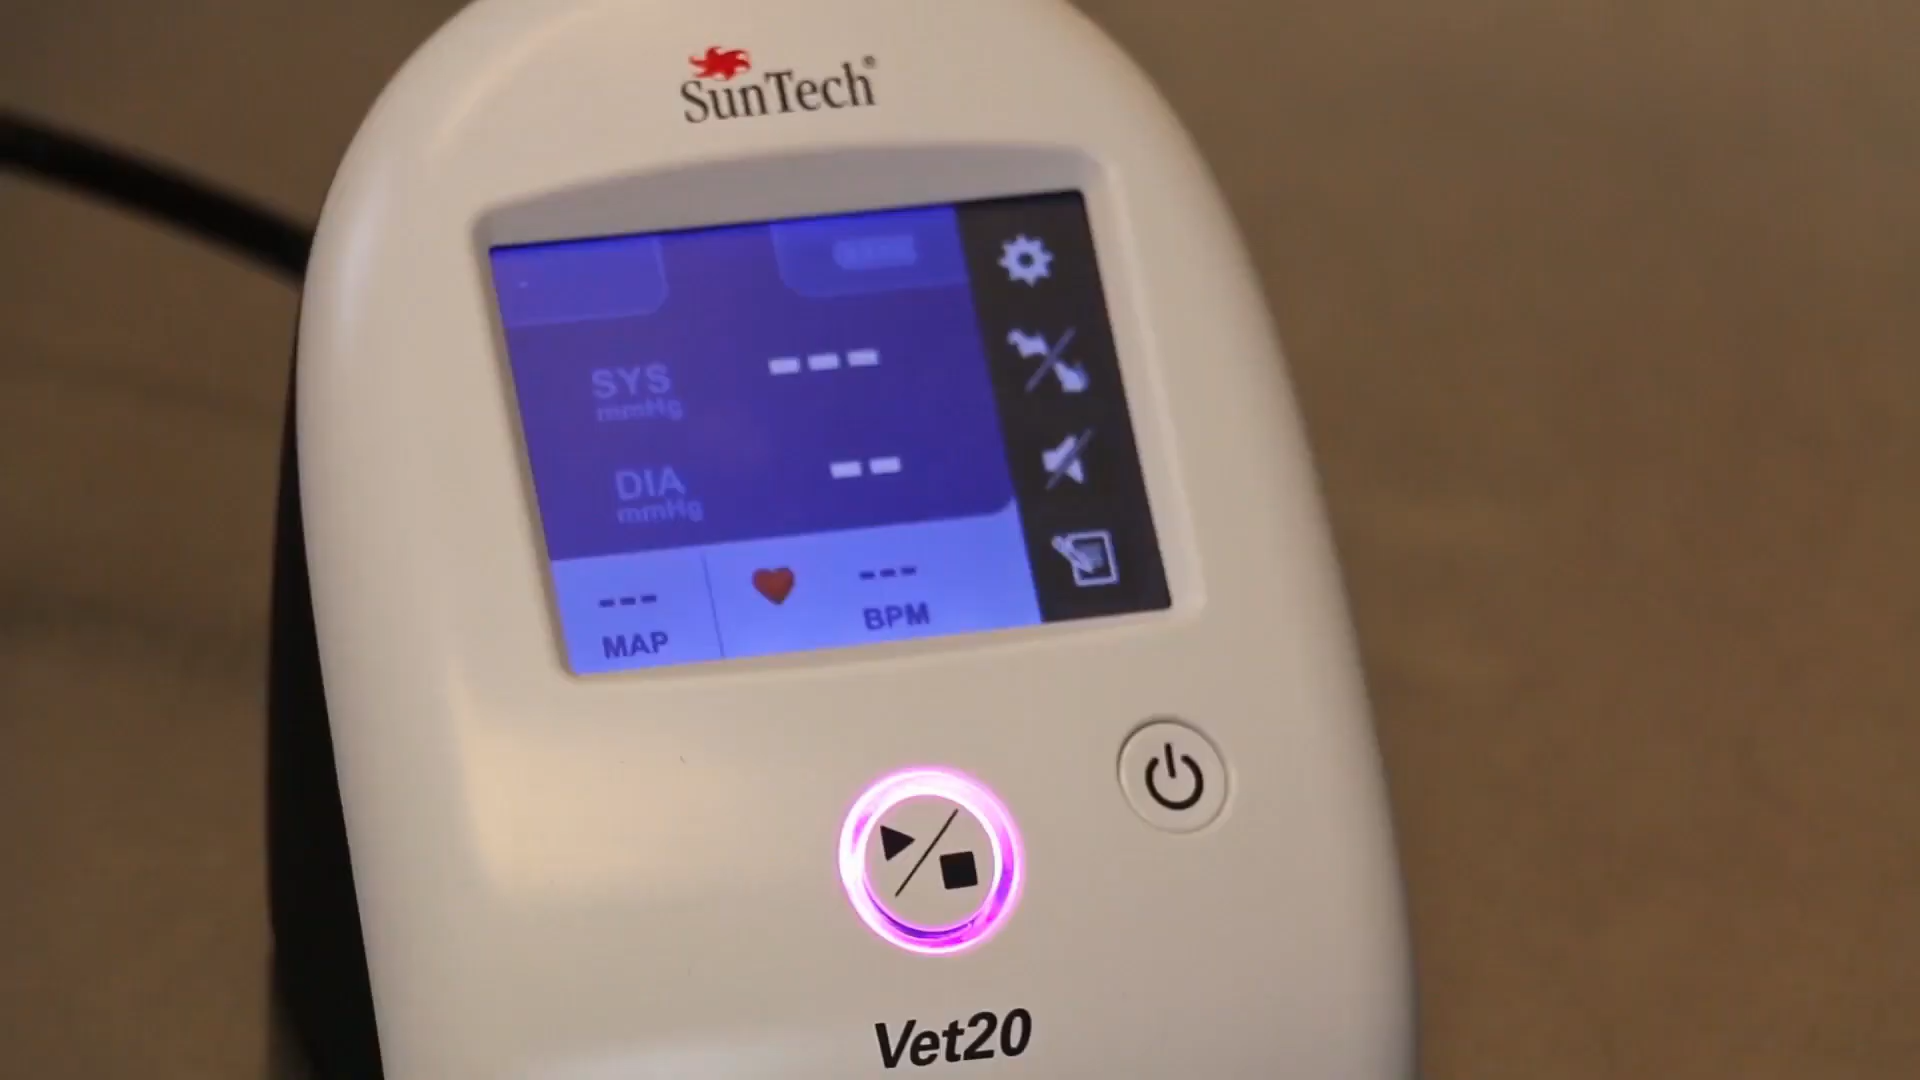 SunTech®
SYS ---
mmHg
DIA --
mmHg
--- ---
MAP BPM
Vet20